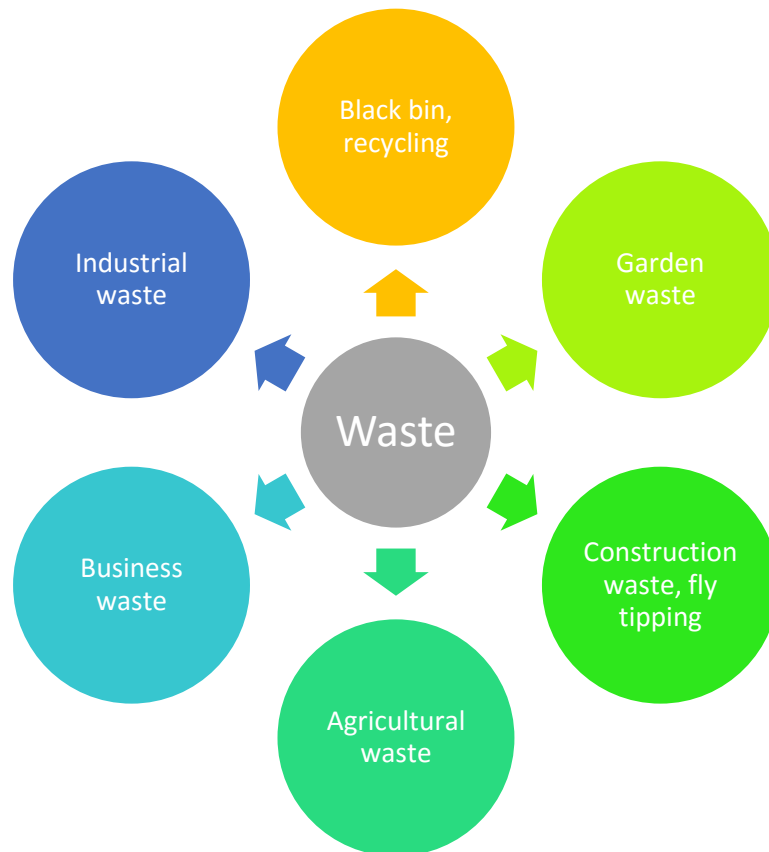 Black bin,
recycling
Garden
waste
Construction
waste, fly
tipping
Agricultural
waste
Business
waste
Industrial
waste
Waste